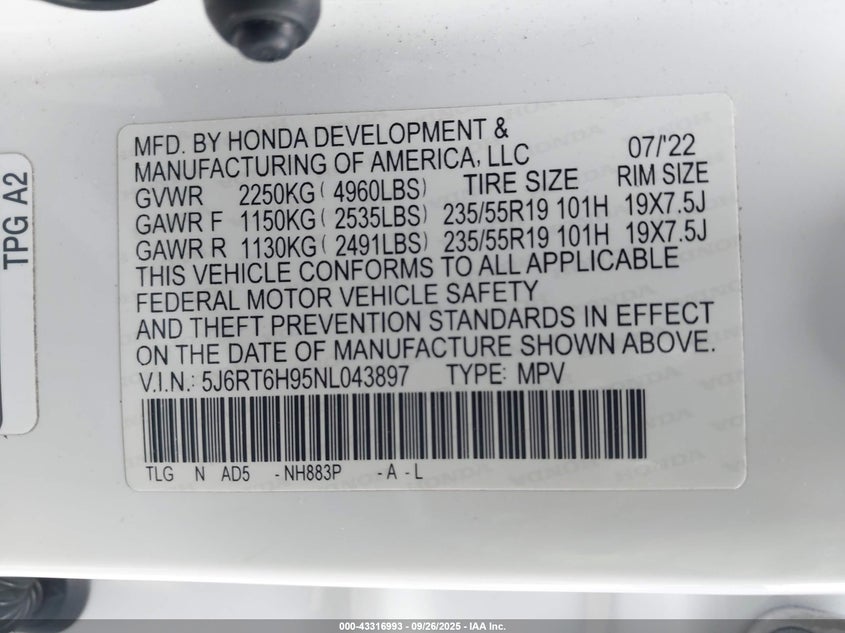 TPG A2
MFD. BY HONDA DEVELOPMENT &
MANUFACTURING OF AMERICA, LLC 07/'22
GVWR 2250KG ( 4960LBS) TIRE SIZE RIM SIZE
GAWR F 1150KG ( 2535LBS) 235/55R19 101H 19X7.5J
GAWR R 1130KG ( 2491LBS) 235/55R19 101H 19X7.5J
THIS VEHICLE CONFORMS TO ALL APPLICABLE
FEDERAL MOTOR VEHICLE SAFETY
AND THEFT PREVENTION STANDARDS IN EFFECT
ON THE DATE OF MANUFACTURE SHOWN ABOVE.
V.I.N.: 5J6RT6H95NL043897 TYPE: MPV
TLG N AD5 -NH883P -A -L
000-43316993 - 09/26/2025 - IAA Inc.